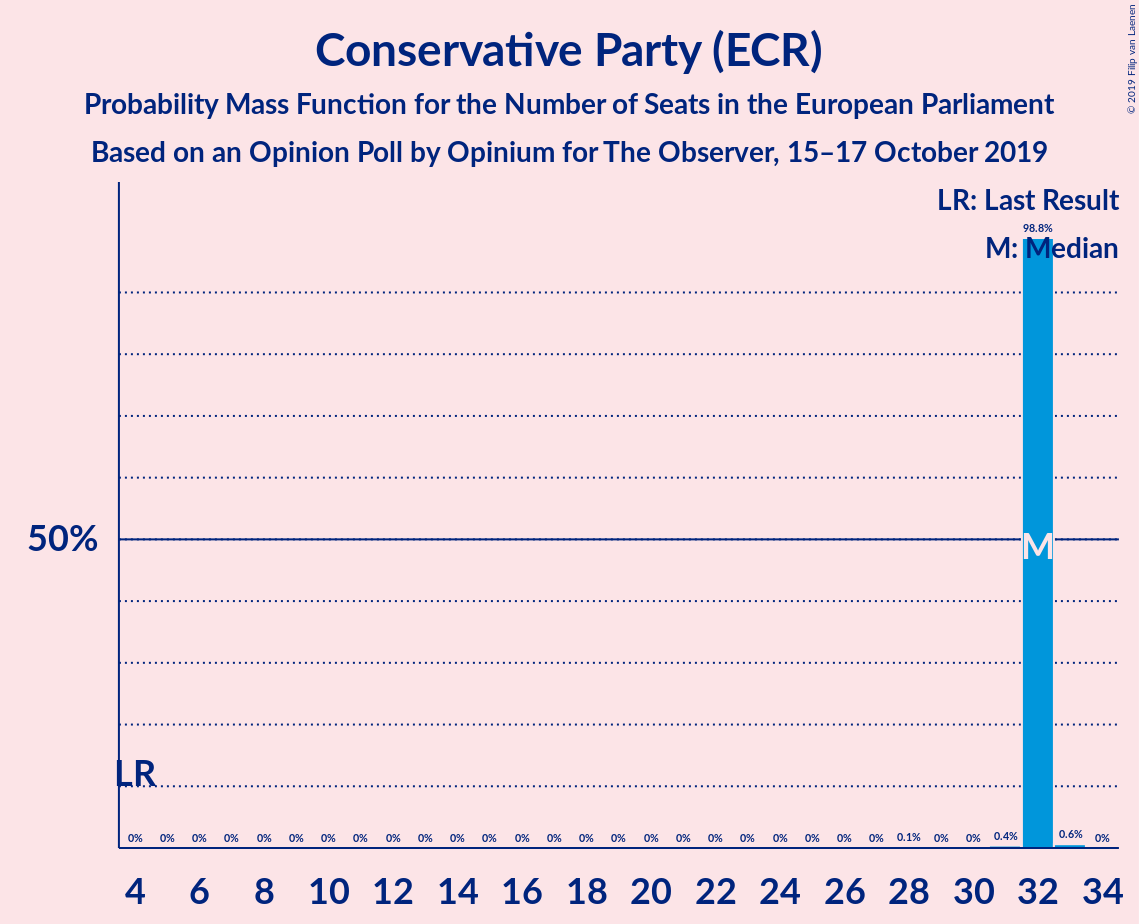 Conservative Party (ECR)
Probability Mass Function for the Number of Seats in the European Parliament
Based on an Opinion Poll by Opinium for The Observer, 15–17 October 2019
© 2019 Filip van Laenen
LR: Last Result
98.8%
M: Median
50%
M
LR
0% 0% 0% 0% 0% 0% 0% 0% 0% 0% 0% 0% 0% 0% 0% 0% 0% 0% 0% 0% 0% 0% 0% 0% 0.1% 0% 0% 0.4% 0.6% 0%
4 6 8 10 12 14 16 18 20 22 24 26 28 30 32 34